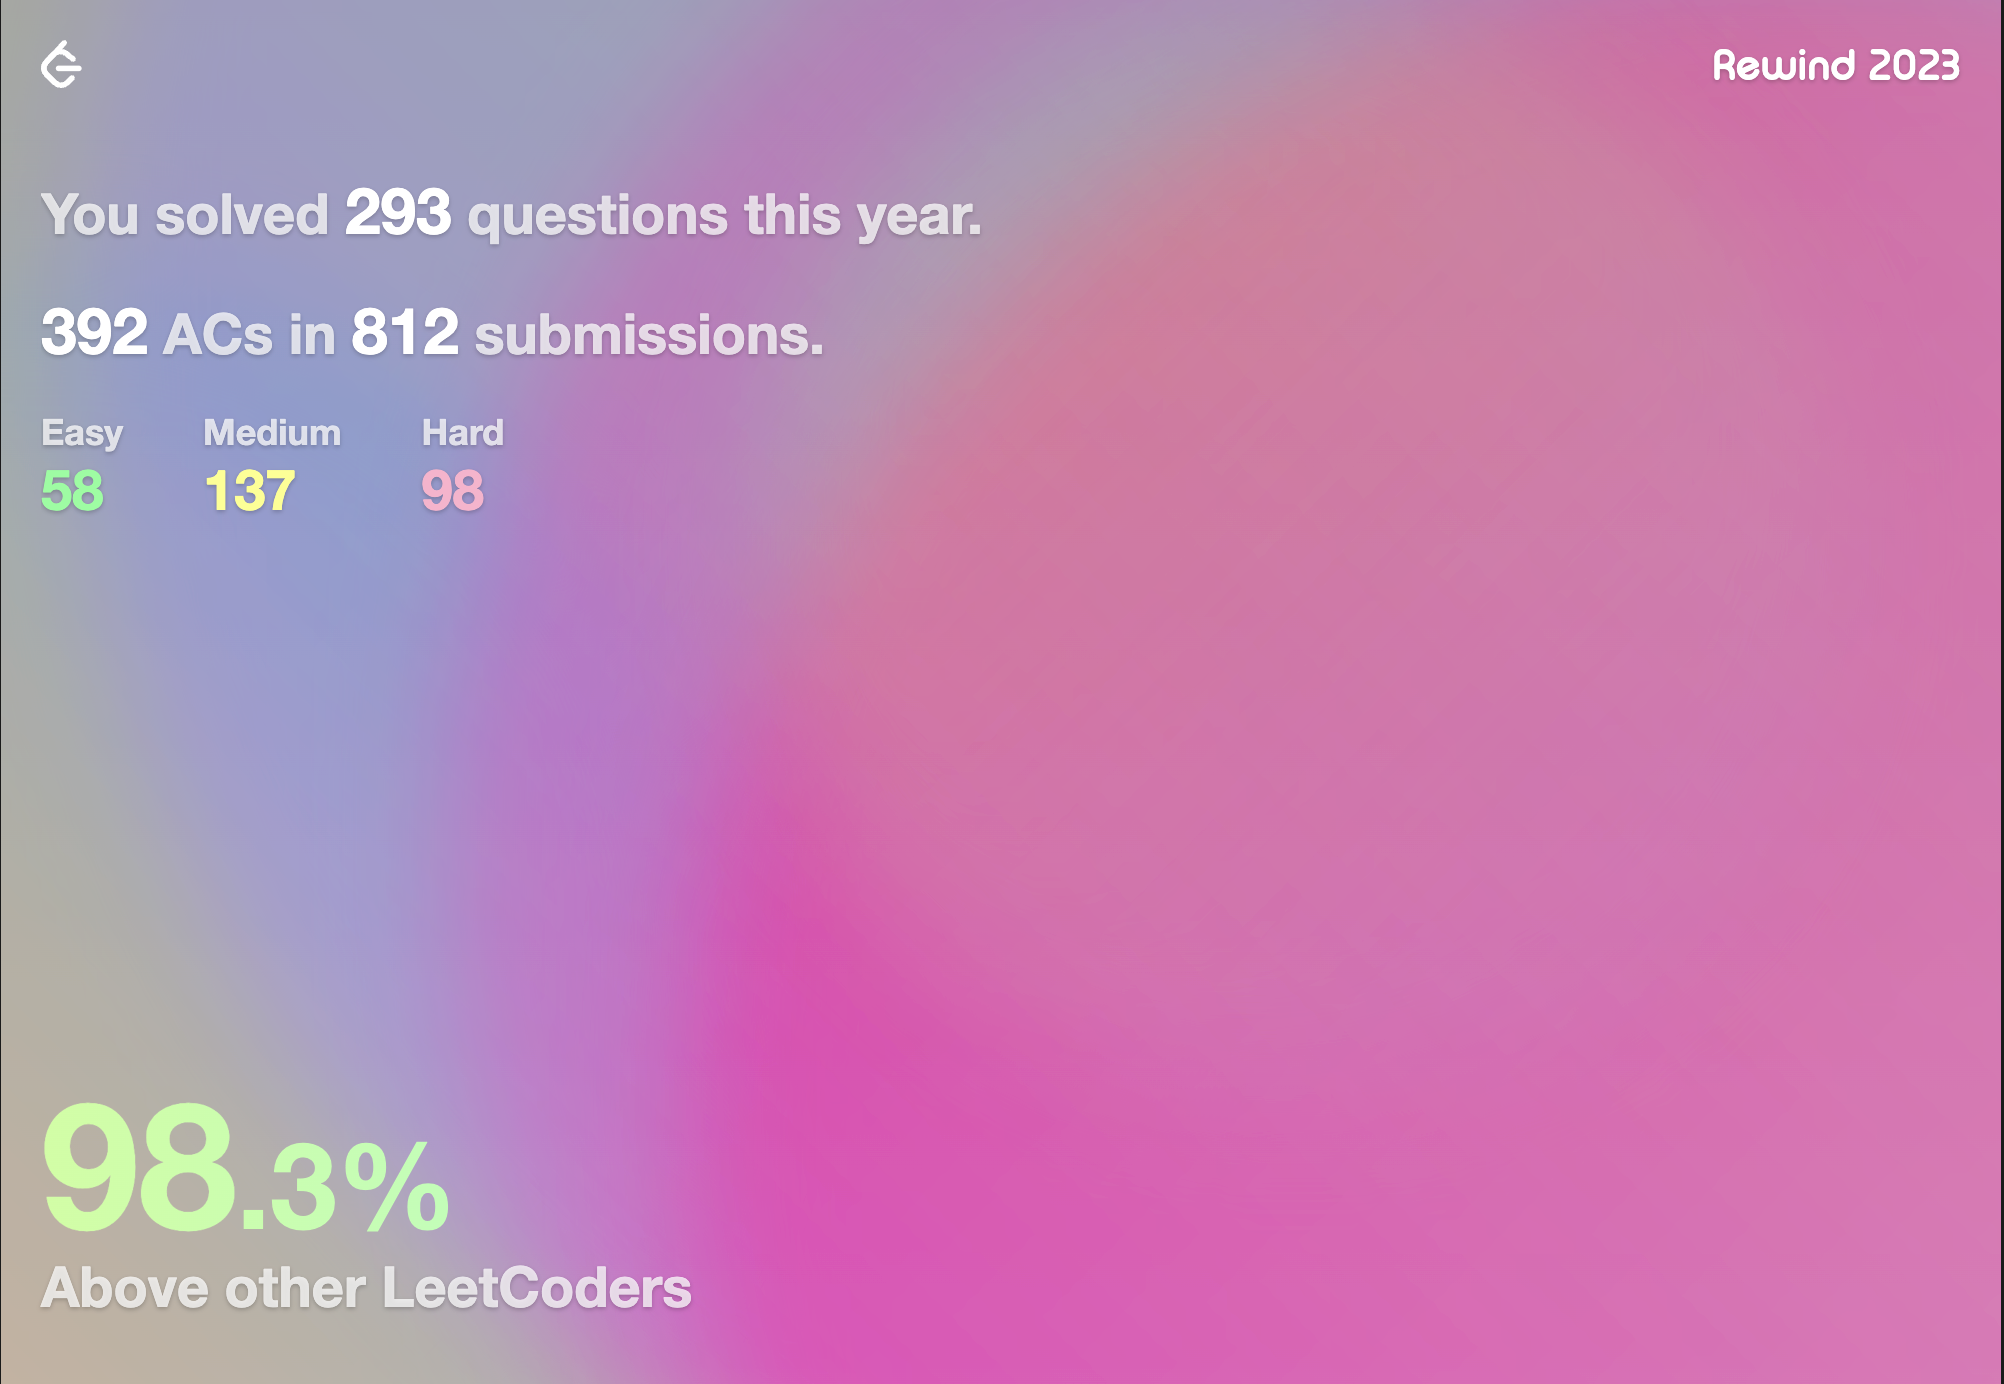 Rewind 2023
You solved 293 questions this year.
392 ACs in 812 submissions.
Easy Medium Hard
58 137 98
98.3%
Above other LeetCoders